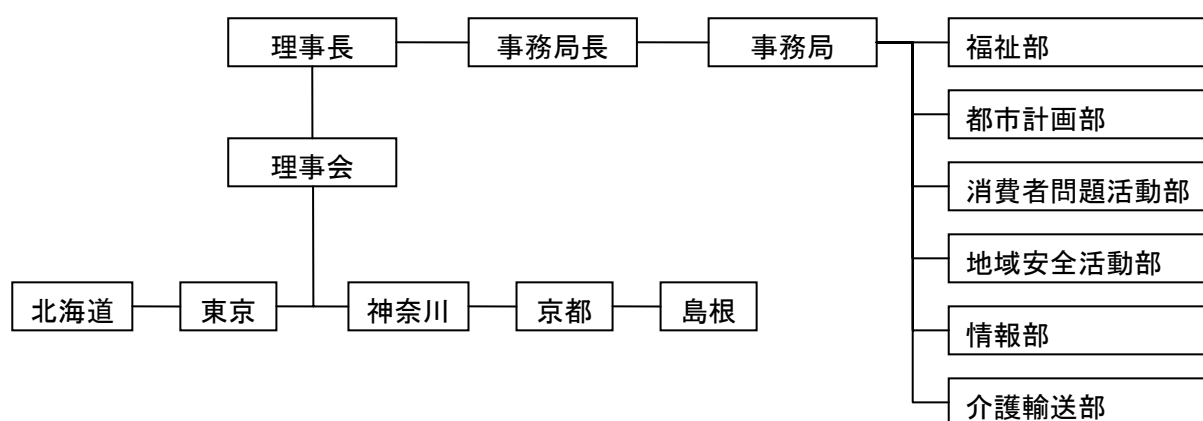 理事長
事務局長
事務局
福祉部
都市計画部
理事会
消費者問題活動部
地域安全活動部
北海道
東京
神奈川
京都
島根
情報部
介護輸送部